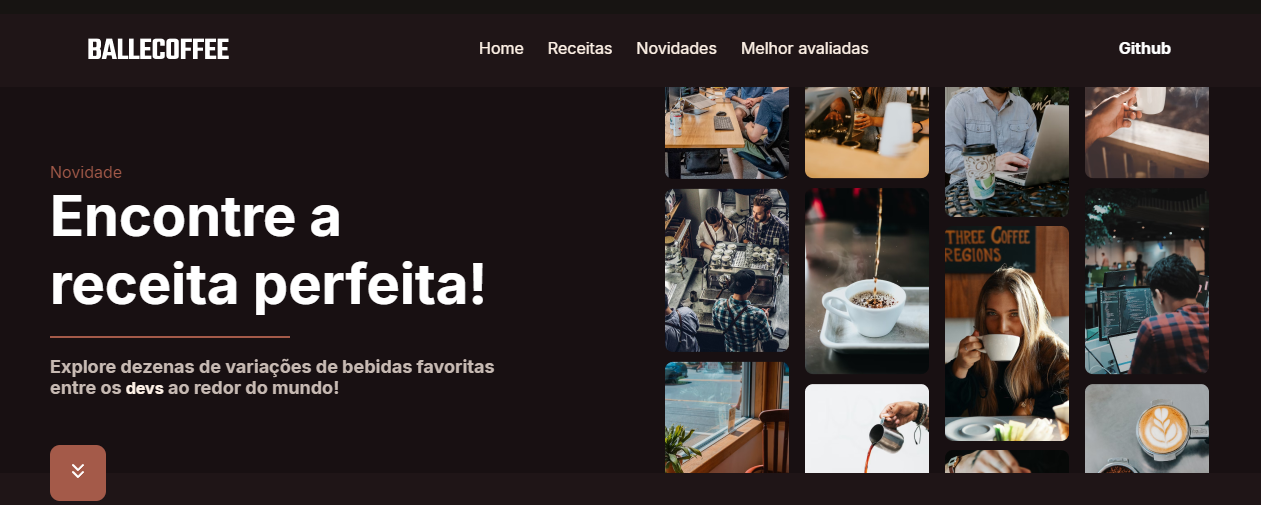 BALLECOFFEE
Home Receitas Novidades Melhor avaliadas
Github
Novidade
Encontre a
receita perfeita!
Explore dezenas de variações de bebidas favoritas
entre os devs ao redor do mundo!
THREE COFFEE
REGIONS